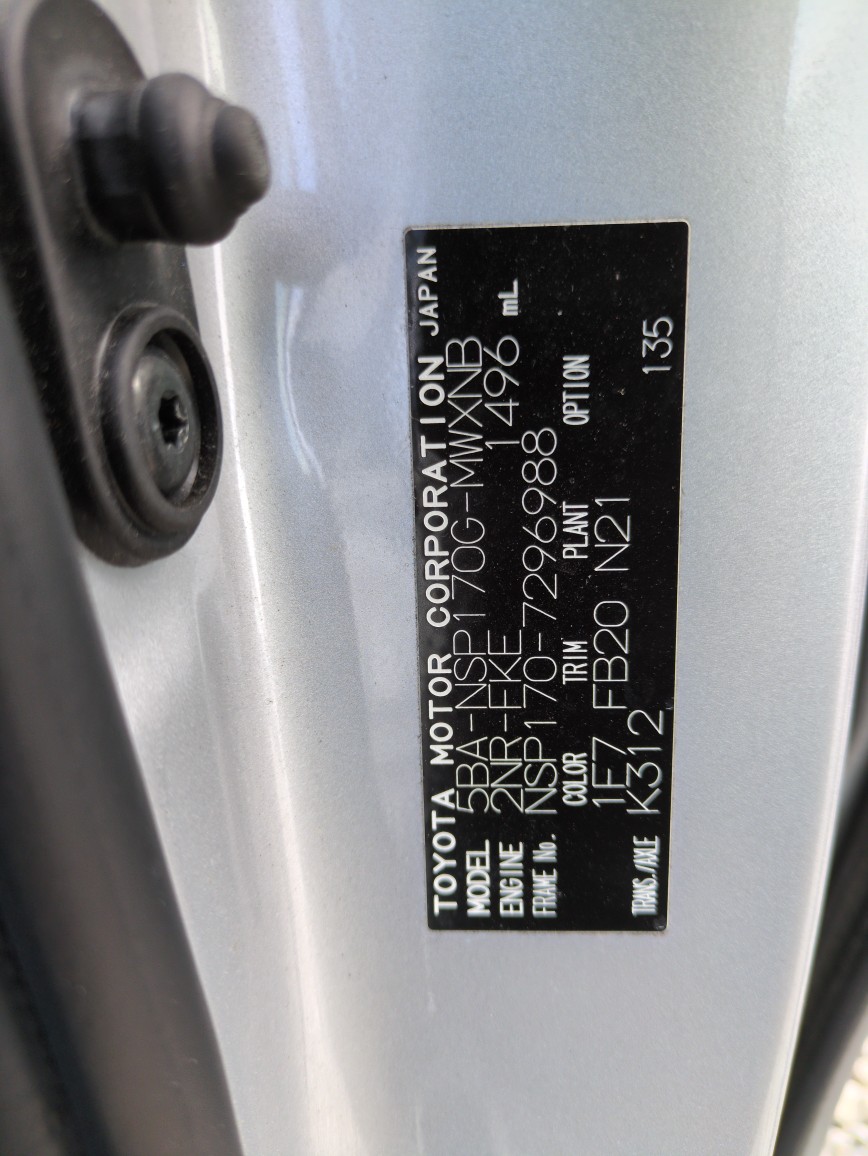 TOYOTA MOTOR CORPORATION JAPAN
MODEL 5BA-NSP170G-MWXNB
ENGINE 2NR-FKE 1496 mL
FRAME No. NSP170-7296988
COLOR TRIM PLANT OPTION
1F7 FB20 N21
TRANS./AXLE K312 135